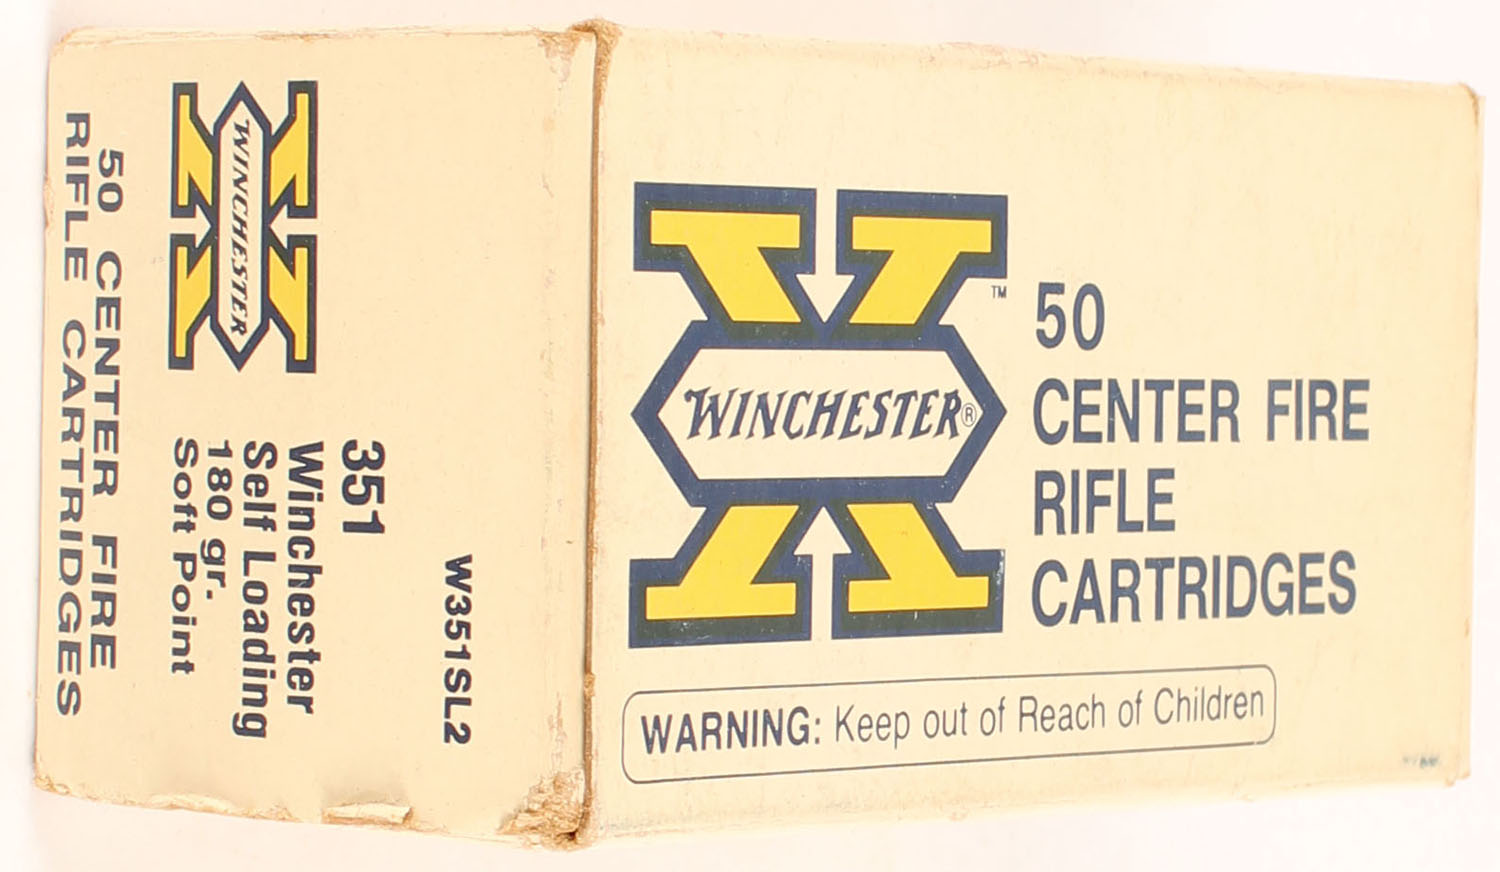 WINCHESTER
351
Winchester
Self Loading
180 gr.
Soft Point
W351SL2
50 CENTER FIRE
RIFLE CARTRIDGES
TM
WINCHESTER®
50
CENTER FIRE
RIFLE
CARTRIDGES
WARNING: Keep out of Reach of Children